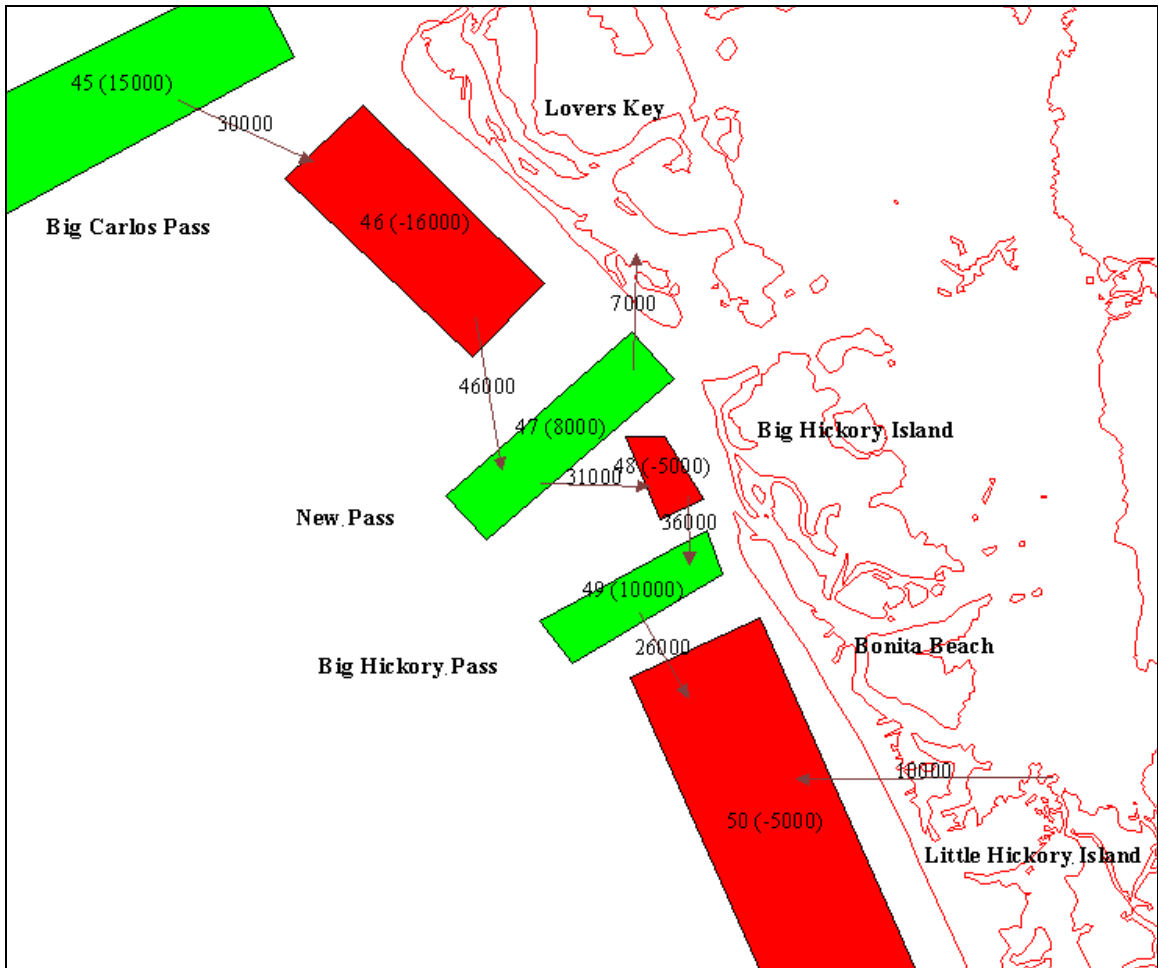 45 (15000)
30000
Lovers Key
Big Carlos Pass
46 (-16000)
7000
46000
47 (8000)
Big Hickory Island
48 (-5000)
31000
New Pass
36000
49 (10000)
26000
Bonita Beach
Big Hickory Pass
10000
50 (-5000)
Little Hickory Island